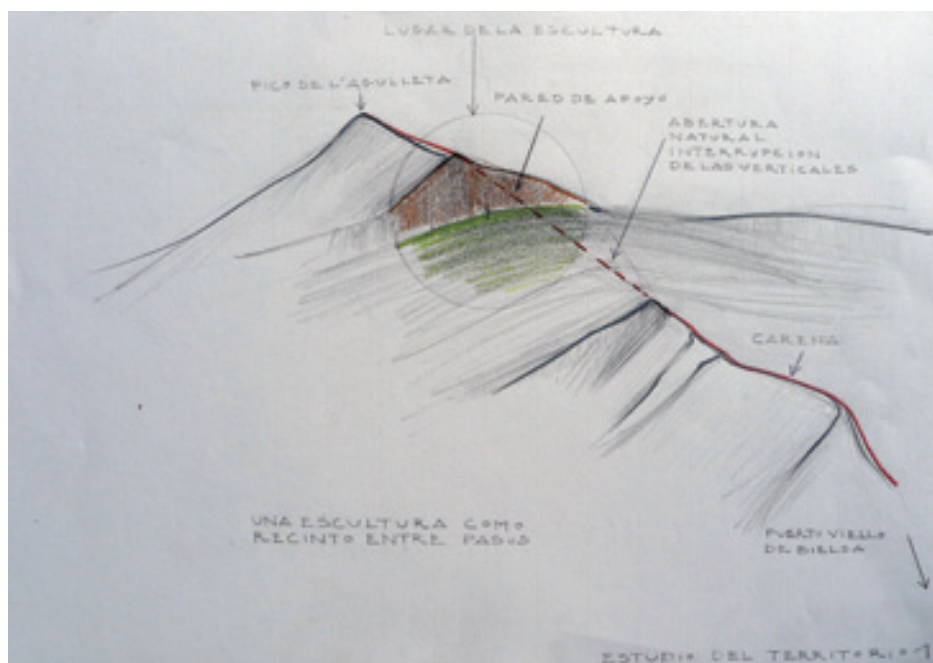 LUGAR DE LA ESCULTURA
PICO DE L'AGULLETA
PARED DE APOYO
ABERTURA
NATURAL
INTERRUPCION
DE LAS VERTICALES
CARENA
UNA ESCULTURA COMO
RECINTO ENTRE PASOS
PUERTO VIELLO
DE BIELSA
ESTUDIO DEL TERRITORIO 1